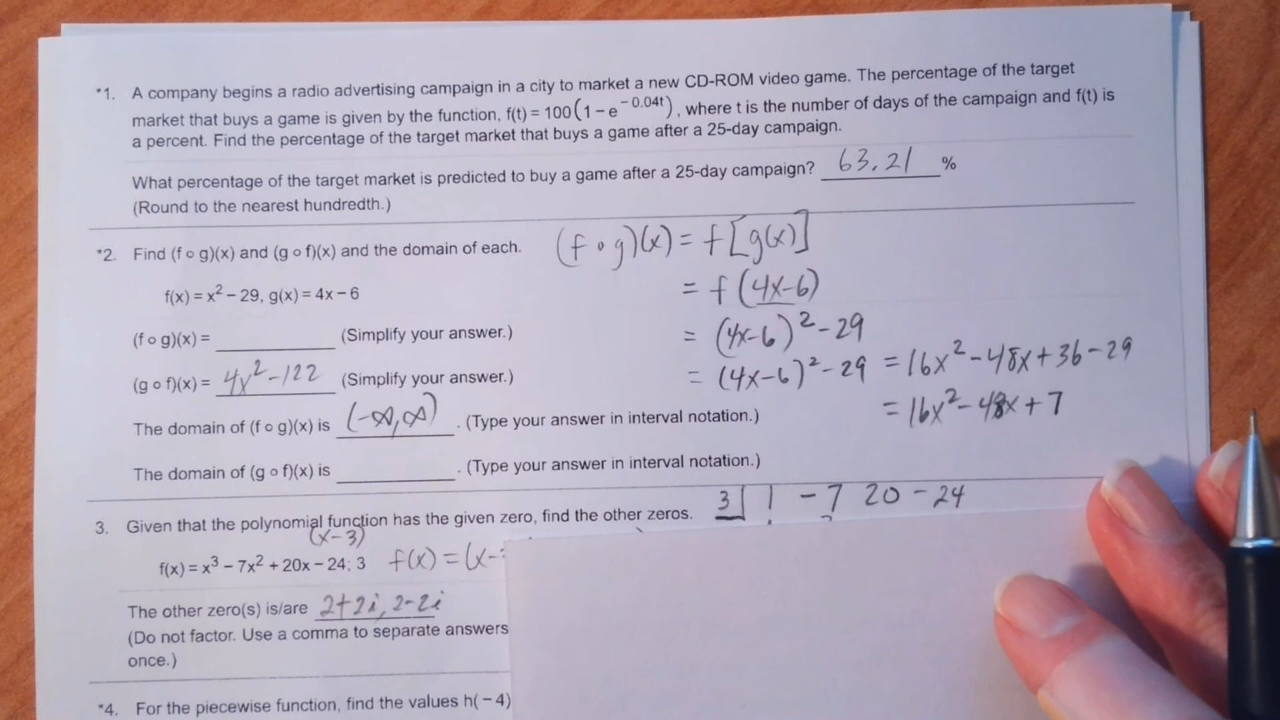 *1. A company begins a radio advertising campaign in a city to market a new CD-ROM video game. The percentage of the target
market that buys a game is given by the function, f(t) = 100(1 − e^−0.04t), where t is the number of days of the campaign and f(t) is
a percent. Find the percentage of the target market that buys a game after a 25-day campaign.
What percentage of the target market is predicted to buy a game after a 25-day campaign? 63.21 %
(Round to the nearest hundredth.)
*2. Find (f∘g)(x) and (g∘f)(x) and the domain of each. (f∘g)(x) = f[g(x)]
= f(4x-6)
f(x) = x² − 29, g(x) = 4x − 6
= (4x-6)² - 29
(f∘g)(x) = ________ (Simplify your answer.)
= (4x-6)² - 29 = 16x² - 48x + 36 - 29
(g∘f)(x) = 4x² - 122 (Simplify your answer.)
= 16x² - 48x + 7
The domain of (f∘g)(x) is (-∞,∞). (Type your answer in interval notation.)
The domain of (g∘f)(x) is ________. (Type your answer in interval notation.)
3. Given that the polynomial function has the given zero, find the other zeros. 3| 1 -7 20 -24
(x-3)
f(x) = x³ − 7x² + 20x − 24; 3 f(x) = (x-
The other zero(s) is/are 2+2i, 2-2i
(Do not factor. Use a comma to separate answers
once.)
*4. For the piecewise function, find the values h(−4)